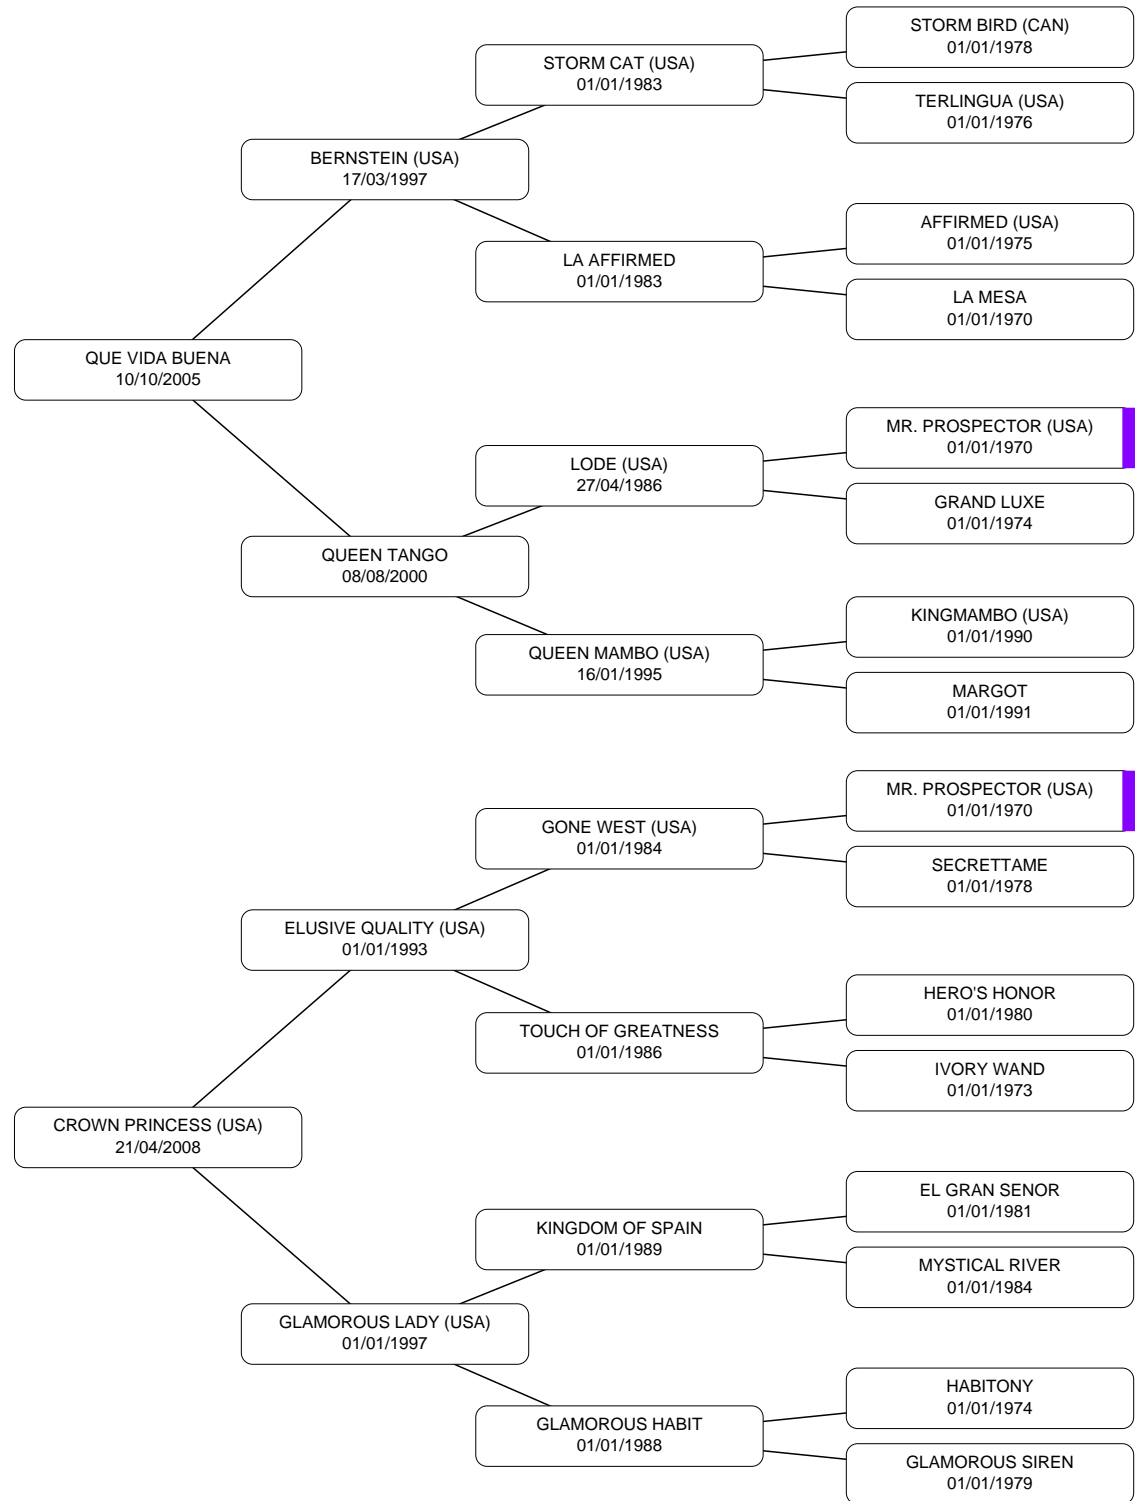 STORM BIRD (CAN)
01/01/1978
STORM CAT (USA)
01/01/1983
TERLINGUA (USA)
01/01/1976
BERNSTEIN (USA)
17/03/1997
AFFIRMED (USA)
01/01/1975
LA AFFIRMED
01/01/1983
LA MESA
01/01/1970
QUE VIDA BUENA
10/10/2005
MR. PROSPECTOR (USA)
01/01/1970
LODE (USA)
27/04/1986
GRAND LUXE
01/01/1974
QUEEN TANGO
08/08/2000
KINGMAMBO (USA)
01/01/1990
QUEEN MAMBO (USA)
16/01/1995
MARGOT
01/01/1991
MR. PROSPECTOR (USA)
01/01/1970
GONE WEST (USA)
01/01/1984
SECRETTAME
01/01/1978
ELUSIVE QUALITY (USA)
01/01/1993
HERO'S HONOR
01/01/1980
TOUCH OF GREATNESS
01/01/1986
IVORY WAND
01/01/1973
CROWN PRINCESS (USA)
21/04/2008
EL GRAN SENOR
01/01/1981
KINGDOM OF SPAIN
01/01/1989
MYSTICAL RIVER
01/01/1984
GLAMOROUS LADY (USA)
01/01/1997
HABITONY
01/01/1974
GLAMOROUS HABIT
01/01/1988
GLAMOROUS SIREN
01/01/1979